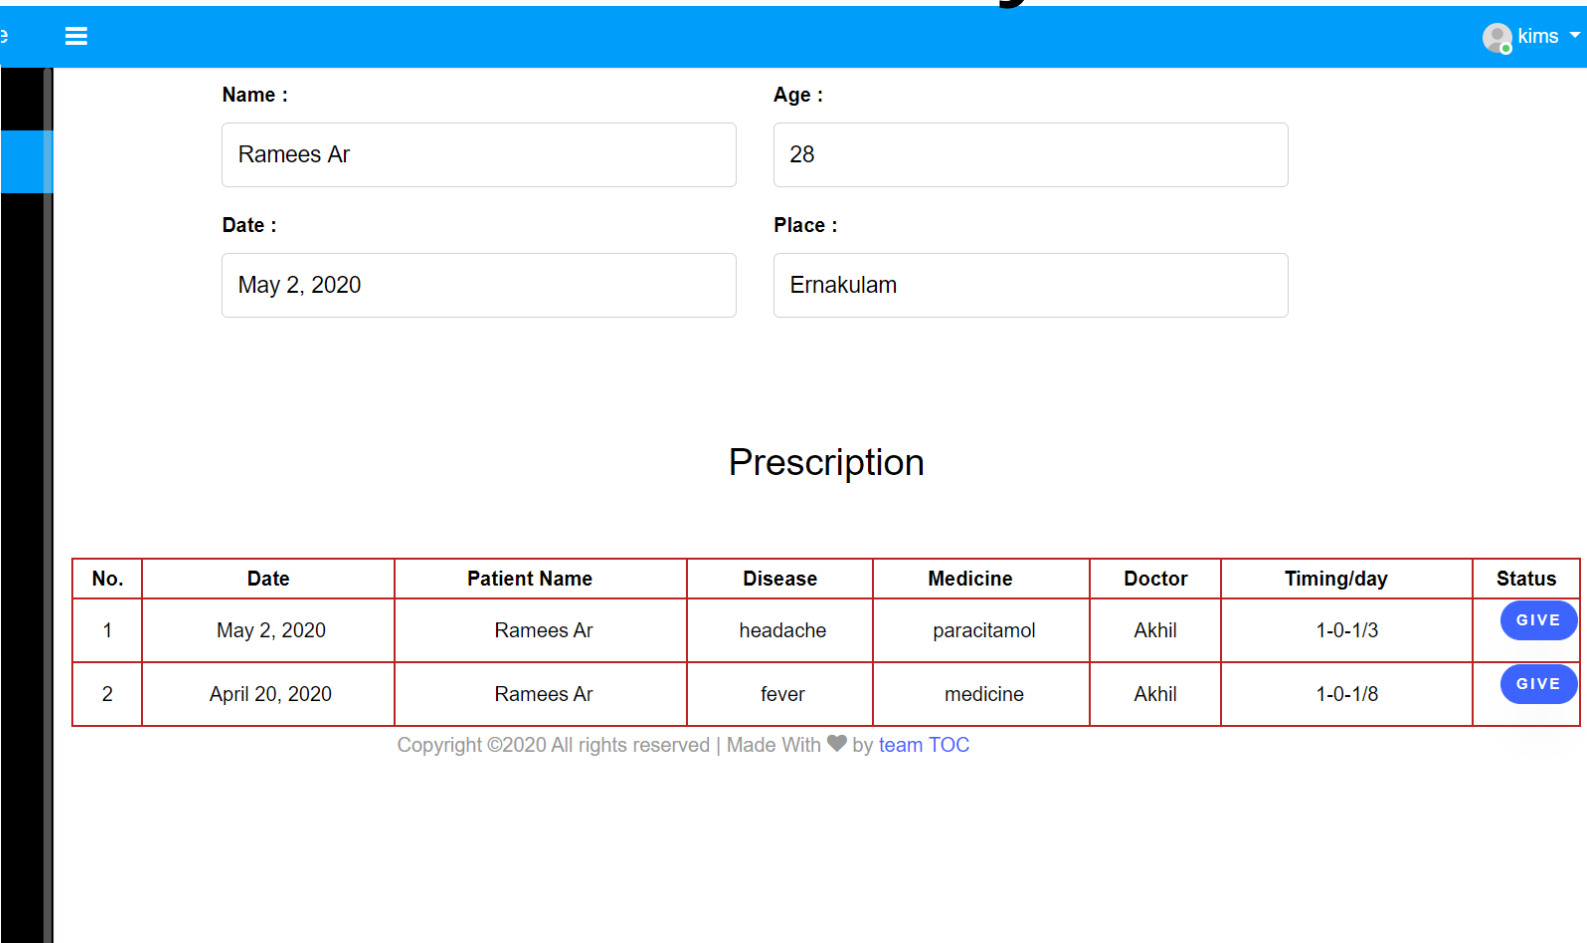 e kims
Name : Age :
Ramees Ar 28
Date : Place :
May 2, 2020 Ernakulam
Prescription
No. Date Patient Name Disease Medicine Doctor Timing/day Status
1 May 2, 2020 Ramees Ar headache paracitamol Akhil 1-0-1/3 GIVE
2 April 20, 2020 Ramees Ar fever medicine Akhil 1-0-1/8 GIVE
Copyright ©2020 All rights reserved | Made With ♥ by team TOC